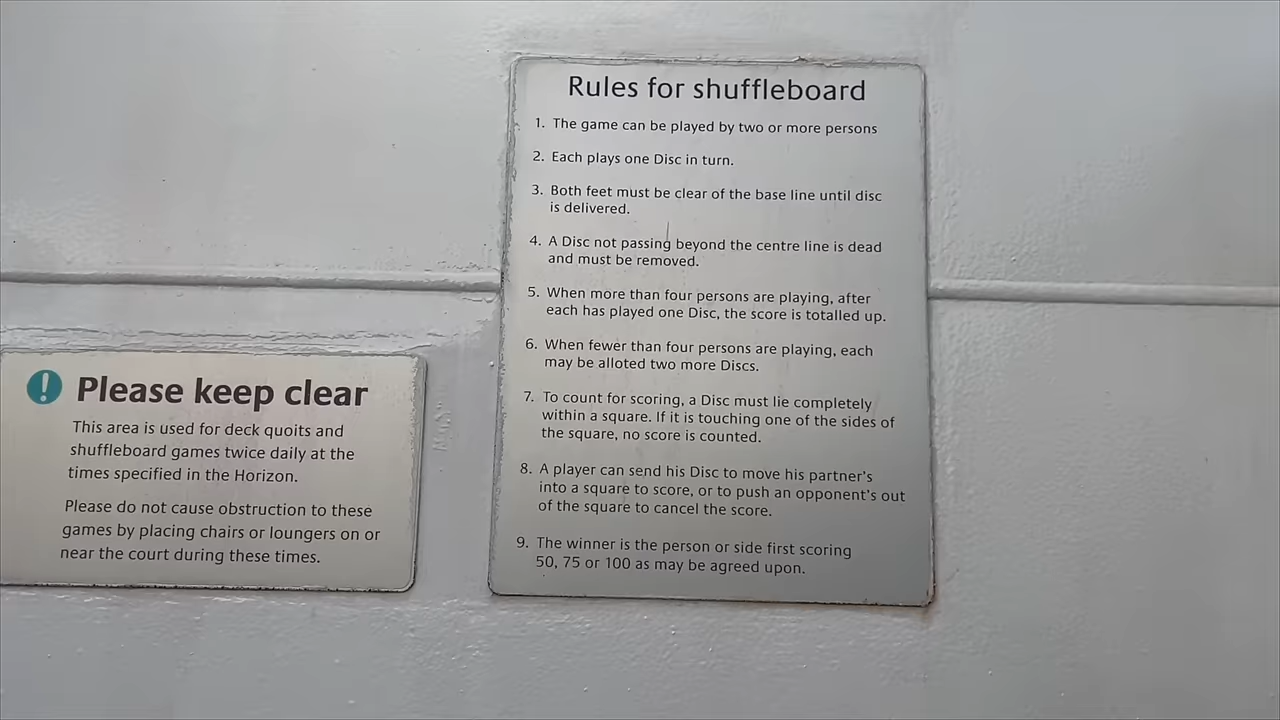 Rules for shuffleboard
1. The game can be played by two or more persons
2. Each plays one Disc in turn.
3. Both feet must be clear of the base line until disc
is delivered.
4. A Disc not passing beyond the centre line is dead
and must be removed.
5. When more than four persons are playing, after
each has played one Disc, the score is totalled up.
6. When fewer than four persons are playing, each
may be alloted two more Discs.
7. To count for scoring, a Disc must lie completely
within a square. If it is touching one of the sides of
the square, no score is counted.
8. A player can send his Disc to move his partner's
into a square to score, or to push an opponent's out
of the square to cancel the score.
9. The winner is the person or side first scoring
50, 75 or 100 as may be agreed upon.
! Please keep clear
This area is used for deck quoits and
shuffleboard games twice daily at the
times specified in the Horizon.
Please do not cause obstruction to these
games by placing chairs or loungers on or
near the court during these times.